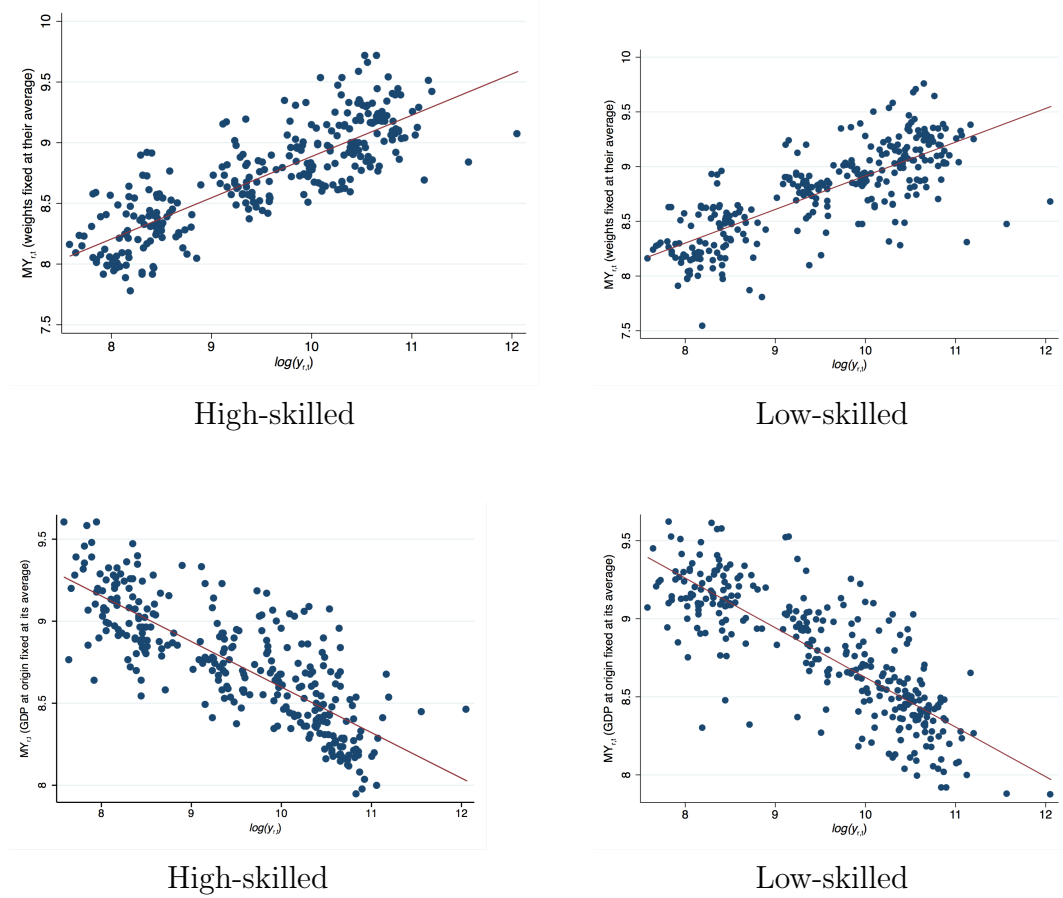 10
9.5
9
8.5
8
7.5
MY_{r,t} (weights fixed at their average)
8 9 10 11 12
log(y_{r,t})
High-skilled
10
9.5
9
8.5
8
7.5
MY_{r,t} (weights fixed at their average)
8 9 10 11 12
log(y_{r,t})
Low-skilled
9.5
9
8.5
8
MY_{r,t} (GDP at origin fixed at its average)
8 9 10 11 12
log(y_{r,t})
High-skilled
9.5
9
8.5
8
MY_{r,t} (GDP at origin fixed at its average)
8 9 10 11 12
log(y_{r,t})
Low-skilled